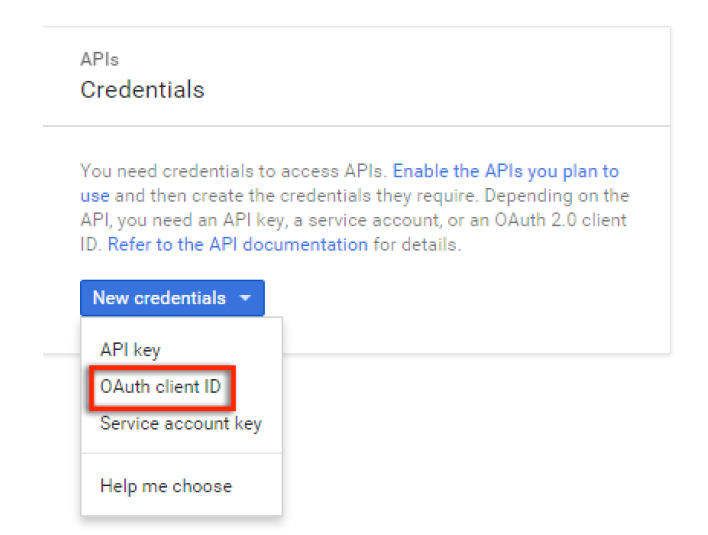 APIs
Credentials
You need credentials to access APIs. Enable the APIs you plan to
use and then create the credentials they require. Depending on the
API, you need an API key, a service account, or an OAuth 2.0 client
ID. Refer to the API documentation for details.
New credentials
API key
OAuth client ID
Service account key
Help me choose